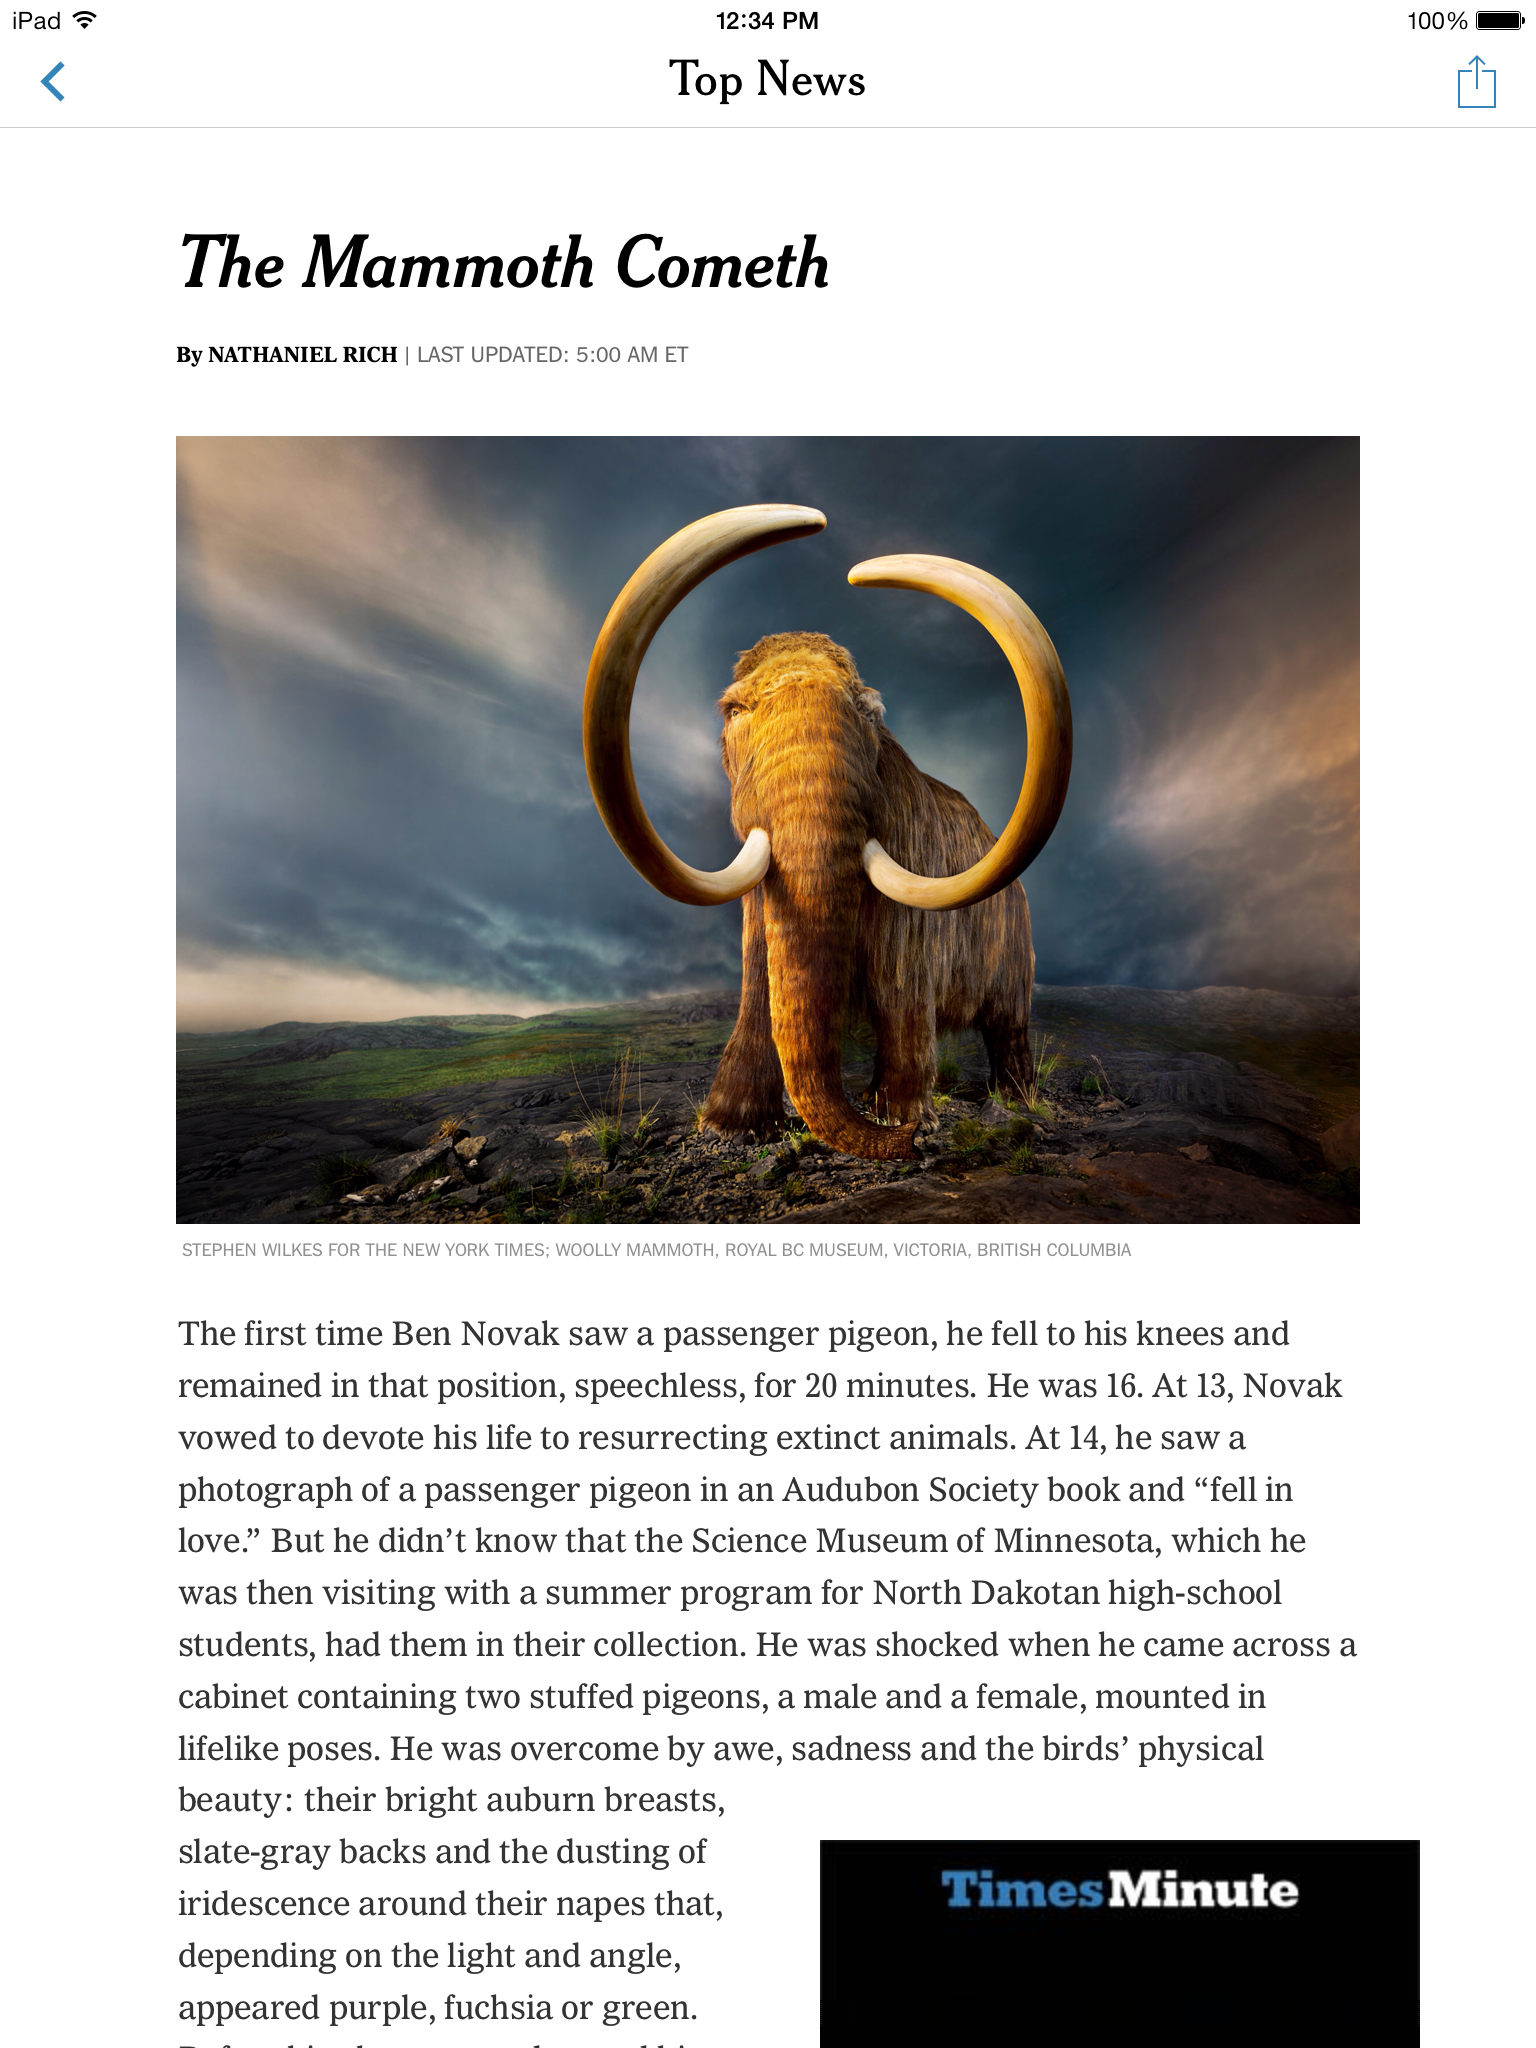 iPad 12:34 PM 100%
Top News
The Mammoth Cometh
By NATHANIEL RICH | LAST UPDATED: 5:00 AM ET
STEPHEN WILKES FOR THE NEW YORK TIMES; WOOLLY MAMMOTH, ROYAL BC MUSEUM, VICTORIA, BRITISH COLUMBIA
The first time Ben Novak saw a passenger pigeon, he fell to his knees and
remained in that position, speechless, for 20 minutes. He was 16. At 13, Novak
vowed to devote his life to resurrecting extinct animals. At 14, he saw a
photograph of a passenger pigeon in an Audubon Society book and “fell in
love.” But he didn’t know that the Science Museum of Minnesota, which he
was then visiting with a summer program for North Dakotan high-school
students, had them in their collection. He was shocked when he came across a
cabinet containing two stuffed pigeons, a male and a female, mounted in
lifelike poses. He was overcome by awe, sadness and the birds’ physical
beauty: their bright auburn breasts,
slate-gray backs and the dusting of
iridescence around their napes that,
depending on the light and angle,
appeared purple, fuchsia or green.
TimesMinute